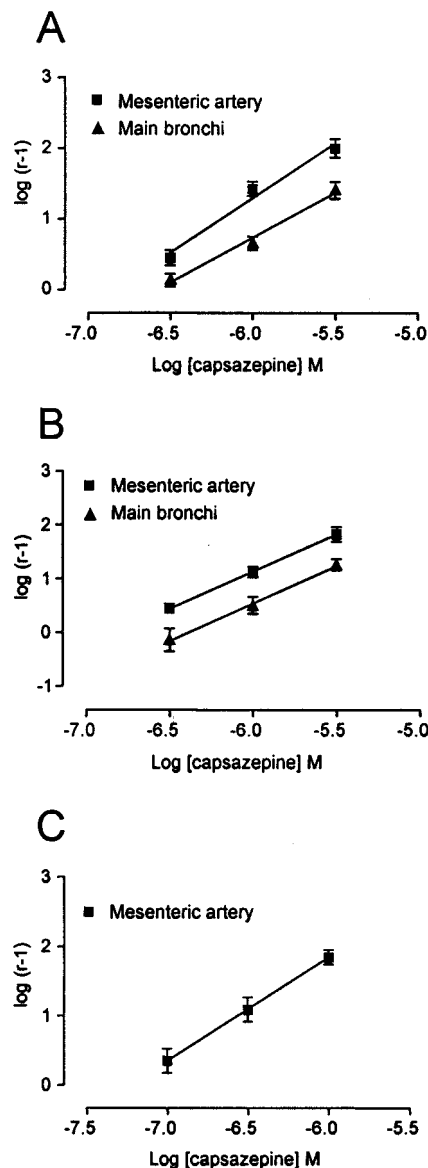 A
3
2
1
0
log (r-1)
Mesenteric artery
Main bronchi
-7.0 -6.5 -6.0 -5.5 -5.0
Log [capsazepine] M
B
3
2
1
0
-1
log (r-1)
Mesenteric artery
Main bronchi
-7.0 -6.5 -6.0 -5.5 -5.0
Log [capsazepine] M
C
3
2
1
0
log (r-1)
Mesenteric artery
-7.5 -7.0 -6.5 -6.0 -5.5
Log [capsazepine] M